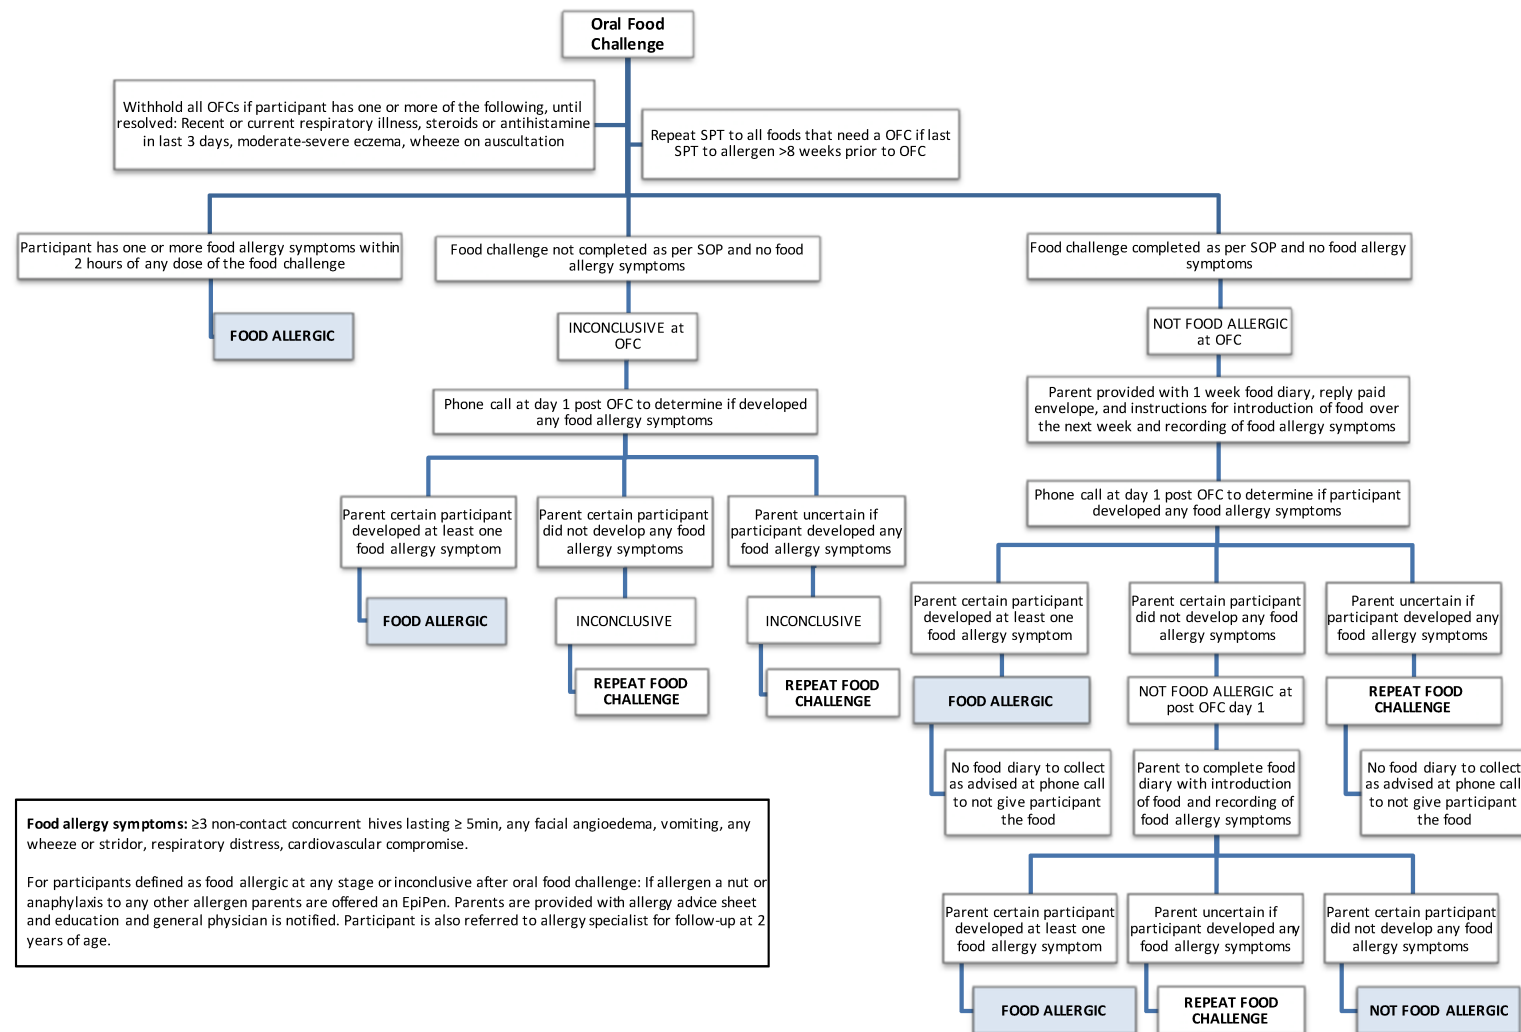 Oral Food
Challenge
Withhold all OFCs if participant has one or more of the following, until
resolved: Recent or current respiratory illness, steroids or antihistamine
in last 3 days, moderate-severe eczema, wheeze on auscultation
Repeat SPT to all foods that need a OFC if last
SPT to allergen >8 weeks prior to OFC
Participant has one or more food allergy symptoms within
2 hours of any dose of the food challenge
FOOD ALLERGIC
Food challenge not completed as per SOP and no food
allergy symptoms
INCONCLUSIVE at
OFC
Phone call at day 1 post OFC to determine if developed
any food allergy symptoms
Parent certain participant
developed at least one
food allergy symptom
FOOD ALLERGIC
Parent certain participant
did not develop any food
allergy symptoms
INCONCLUSIVE
REPEAT FOOD
CHALLENGE
Parent uncertain if
participant developed any
food allergy symptoms
INCONCLUSIVE
REPEAT FOOD
CHALLENGE
Food challenge completed as per SOP and no food allergy
symptoms
NOT FOOD ALLERGIC
at OFC
Parent provided with 1 week food diary, reply paid
envelope, and instructions for introduction of food over
the next week and recording of food allergy symptoms
Phone call at day 1 post OFC to determine if participant
developed any food allergy symptoms
Parent certain participant
developed at least one
food allergy symptom
FOOD ALLERGIC
No food diary to collect
as advised at phone call
to not give participant
the food
Parent certain participant
did not develop any food
allergy symptoms
NOT FOOD ALLERGIC at
post OFC day 1
Parent to complete food
diary with introduction
of food and recording of
food allergy symptoms
Parent uncertain if
participant developed any
food allergy symptoms
REPEAT FOOD
CHALLENGE
No food diary to collect
as advised at phone call
to not give participant
the food
Parent certain participant
developed at least one
food allergy symptom
FOOD ALLERGIC
Parent uncertain if
participant developed any
food allergy symptoms
REPEAT FOOD
CHALLENGE
Parent certain participant
did not develop any food
allergy symptoms
NOT FOOD ALLERGIC
Food allergy symptoms: ≥3 non-contact concurrent hives lasting ≥ 5min, any facial angioedema, vomiting, any
wheeze or stridor, respiratory distress, cardiovascular compromise.
For participants defined as food allergic at any stage or inconclusive after oral food challenge: If allergen a nut or
anaphylaxis to any other allergen parents are offered an EpiPen. Parents are provided with allergy advice sheet
and education and general physician is notified. Participant is also referred to allergy specialist for follow-up at 2
years of age.